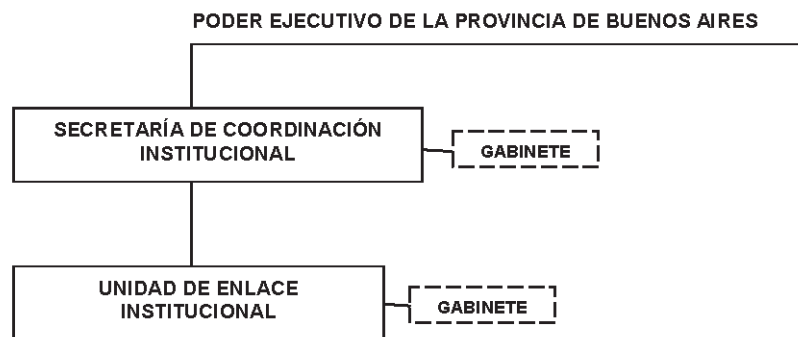 PODER EJECUTIVO DE LA PROVINCIA DE BUENOS AIRES
SECRETARÍA DE COORDINACIÓN
INSTITUCIONAL
GABINETE
UNIDAD DE ENLACE
INSTITUCIONAL
GABINETE